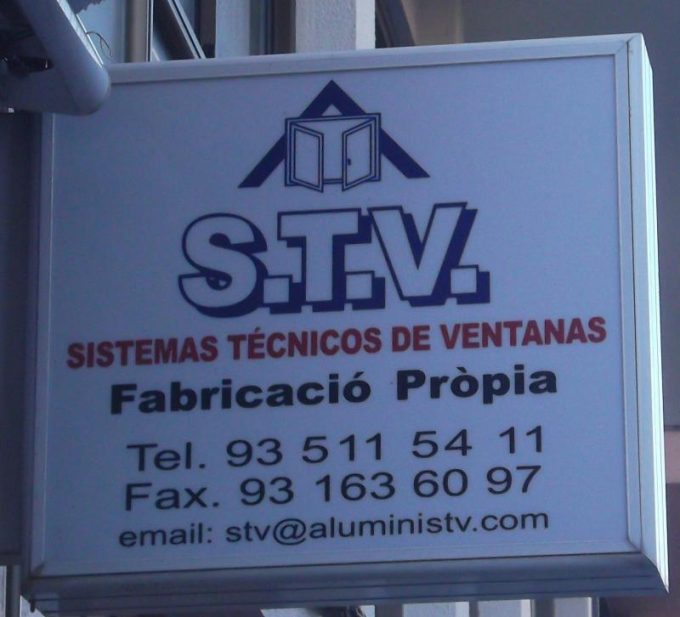 S.T.V.
SISTEMAS TÉCNICOS DE VENTANAS
Fabricació Pròpia
Tel. 93 511 54 11
Fax. 93 163 60 97
email: stv@aluministv.com